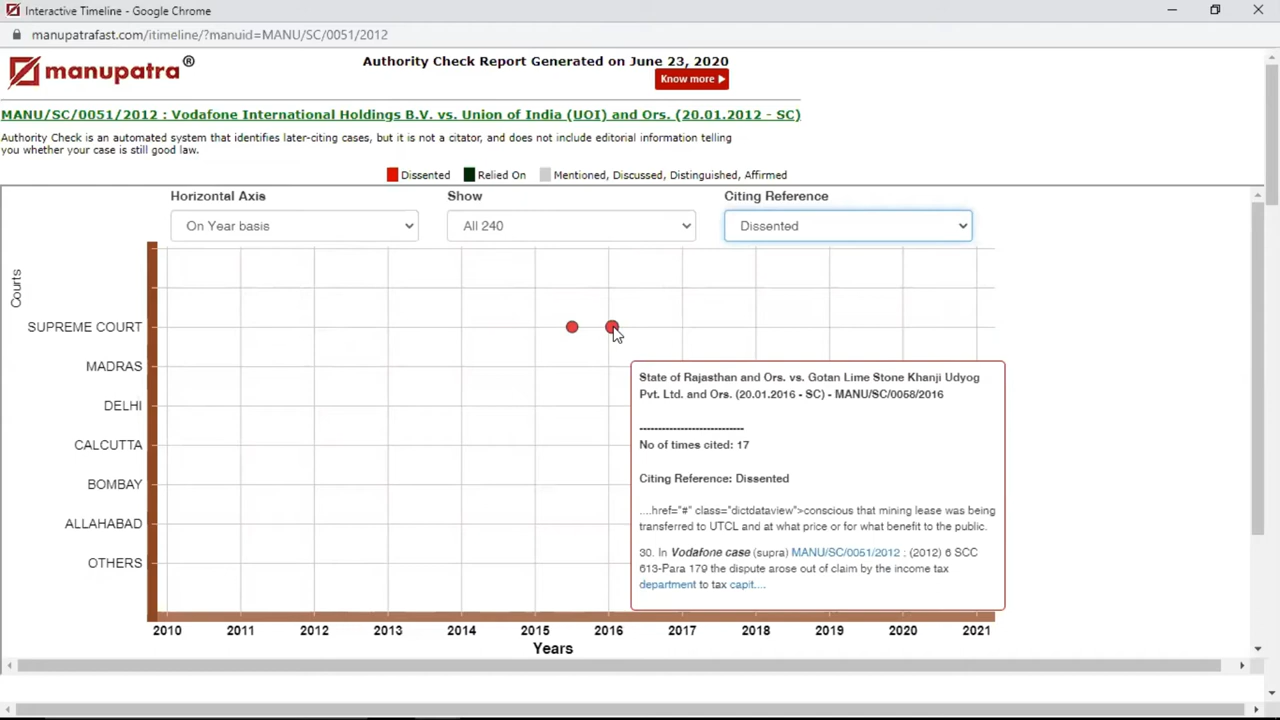 Interactive Timeline - Google Chrome
manupatrafast.com/itimeline/?manuid=MANU/SC/0051/2012
manupatra®
Authority Check Report Generated on June 23, 2020
Know more
MANU/SC/0051/2012 : Vodafone International Holdings B.V. vs. Union of India (UOI) and Ors. (20.01.2012 - SC)
Authority Check is an automated system that identifies later-citing cases, but it is not a citator, and does not include editorial information telling
you whether your case is still good law.
Dissented Relied On Mentioned, Discussed, Distinguished, Affirmed
Horizontal Axis Show Citing Reference
On Year basis All 240 Dissented
Courts
SUPREME COURT
MADRAS
DELHI
CALCUTTA
BOMBAY
ALLAHABAD
OTHERS
State of Rajasthan and Ors. vs. Gotan Lime Stone Khanji Udyog
Pvt. Ltd. and Ors. (20.01.2016 - SC) - MANU/SC/0058/2016
---------------------------
No of times cited: 17
Citing Reference: Dissented
....href="#" class="dictdataview">conscious that mining lease was being
transferred to UTCL and at what price or for what benefit to the public.
30. In Vodafone case (supra) MANU/SC/0051/2012 : (2012) 6 SCC
613-Para 179 the dispute arose out of claim by the income tax
department to tax capit....
2010 2011 2012 2013 2014 2015 2016 2017 2018 2019 2020 2021
Years